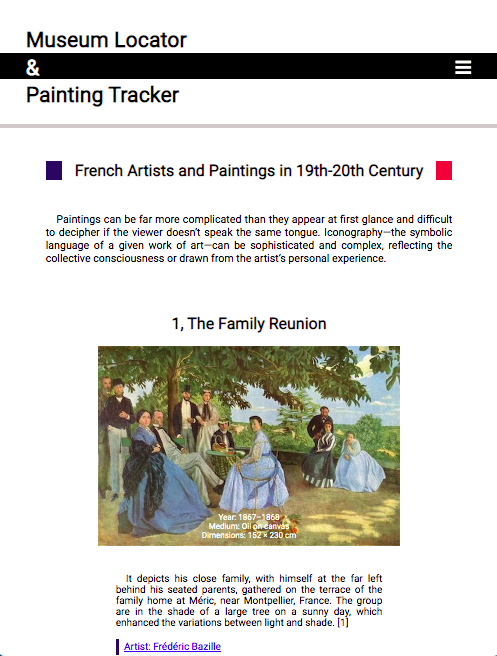 Museum Locator
&
Painting Tracker
French Artists and Paintings in 19th-20th Century
Paintings can be far more complicated than they appear at first glance and difficult
to decipher if the viewer doesn't speak the same tongue. Iconography—the symbolic
language of a given work of art—can be sophisticated and complex, reflecting the
collective consciousness or drawn from the artist's personal experience.
1, The Family Reunion
Year: 1867–1868
Medium: Oil on canvas
Dimensions: 152 × 230 cm
It depicts his close family, with himself at the far left
behind his seated parents, gathered on the terrace of the
family home at Méric, near Montpellier, France. The group
are in the shade of a large tree on a sunny day, which
enhanced the variations between light and shade. [1]
Artist: Frédéric Bazille